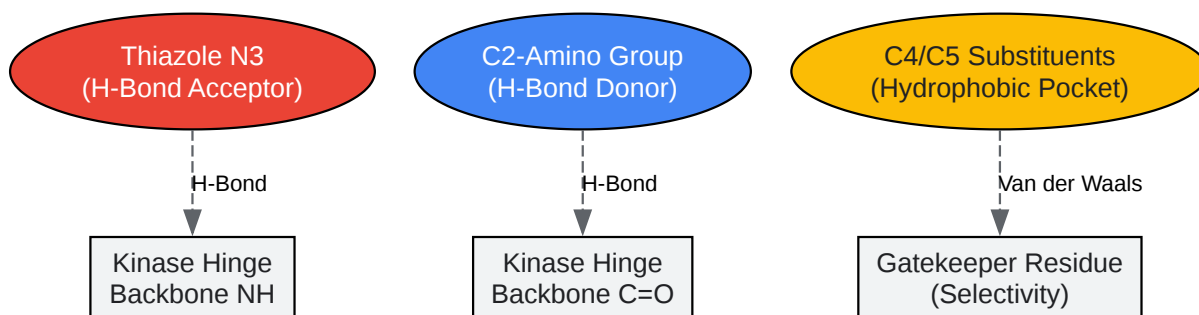 Thiazole N3
(H-Bond Acceptor)
C2-Amino Group
(H-Bond Donor)
C4/C5 Substituents
(Hydrophobic Pocket)
H-Bond
H-Bond
Van der Waals
Kinase Hinge
Backbone NH
Kinase Hinge
Backbone C=O
Gatekeeper Residue
(Selectivity)